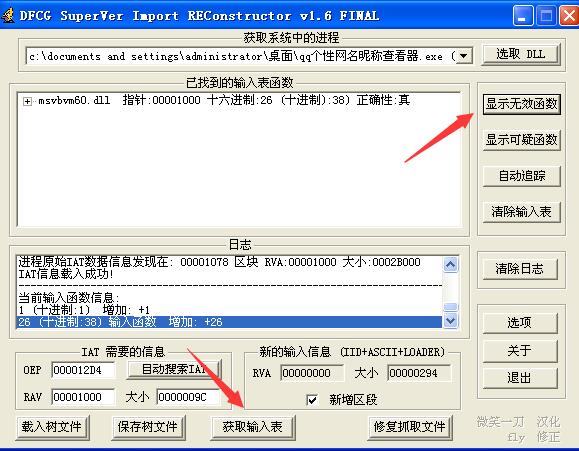 DFCG SuperVer Import REConstructor v1.6 FINAL
获取系统中的进程
c:\documents and settings\administrator\桌面\qq个性网名昵称查看器.exe (
选取 DLL
已找到的输入表函数
msvbvm60.dll 指针:00001000 十六进制:26 (十进制):38) 正确性:真
显示无效函数
显示可疑函数
自动追踪
清除输入表
日志
进程原始IAT数据信息发现在: 00001078 区块 RVA:00001000 大小:0002B000
IAT信息载入成功!
当前输入函数信息:
1 (十进制:1) 增加: +1
26 (十进制:38) 输入函数 增加: +26
清除日志
IAT 需要的信息
OEP 000012D4 自动搜索IAT
RAV 00001000 大小 0000009C
新的输入信息 (IID+ASCII+LOADER)
RVA 00000000 大小 00000294
新增区段
选项
关于
退出
载入树文件
保存树文件
获取输入表
修复抓取文件
微笑一刀 汉化
fly 修正